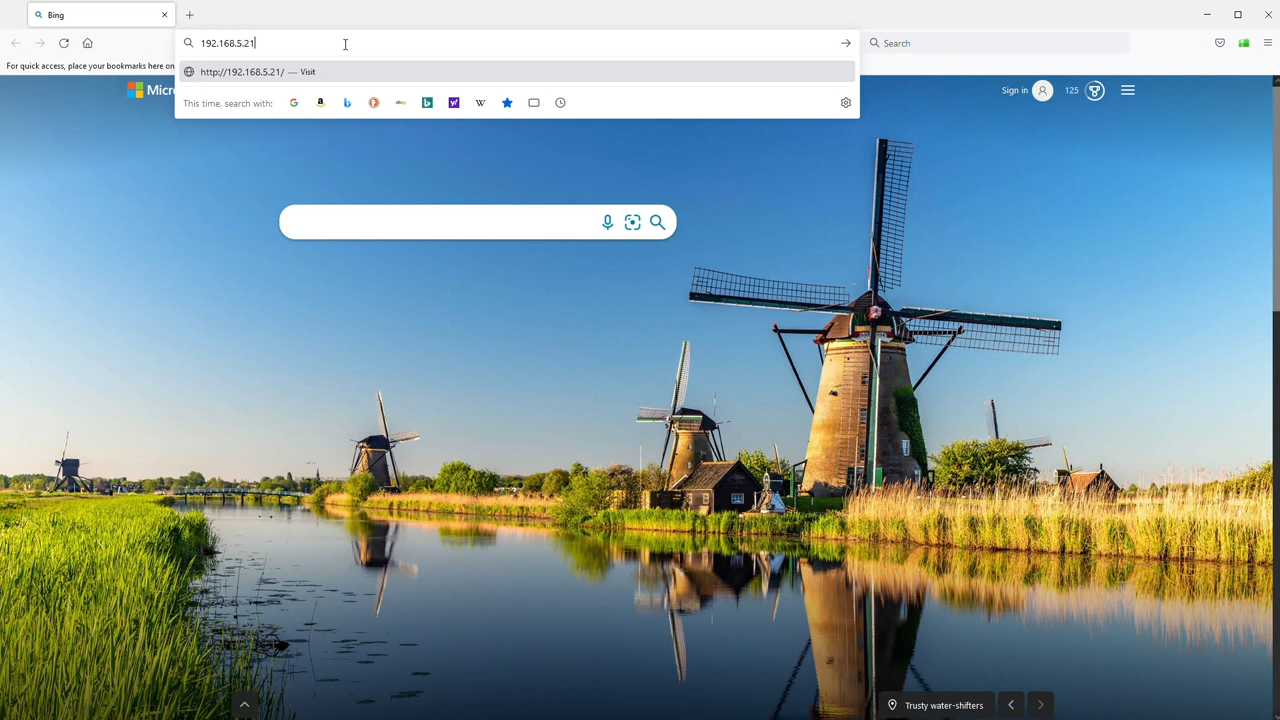 Bing
192.168.5.21
Search
http://192.168.5.21/ — Visit
For quick access, place your bookmarks here on
This time, search with:
Sign in
125
Trusty water-shifters